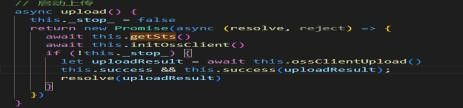 // 启动上传
async upload() {
this._stop_ = false
return new Promise(async (resolve, reject) => {
await this.getSts()
await this.initOssClient()
if (!this._stop_) {
let uploadResult = await this.ossClientUpload()
this.success && this.success(uploadResult);
resolve(uploadResult)
}
})
}